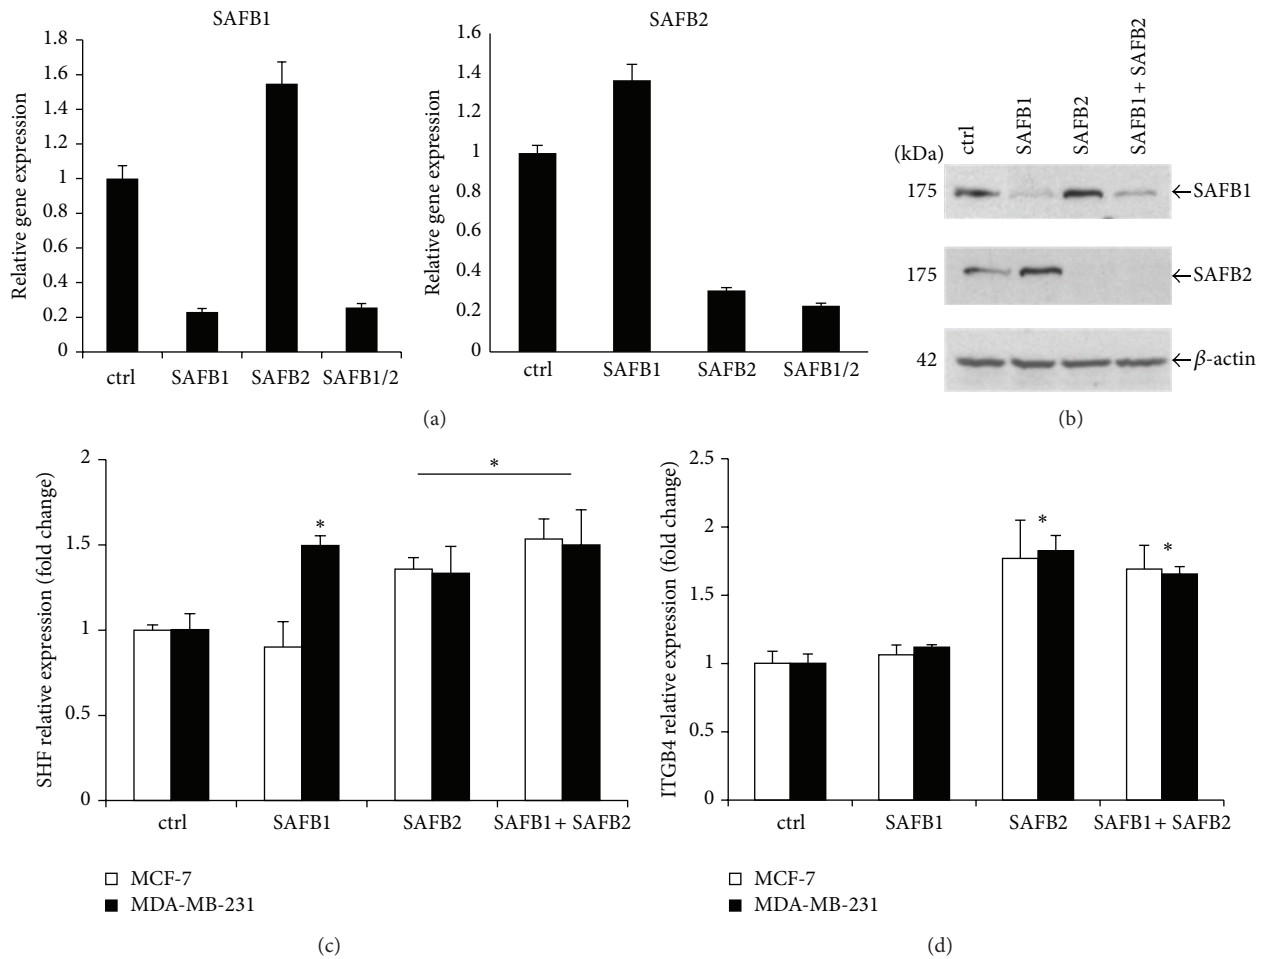 SAFB1
Relative gene expression
1.8
1.6
1.4
1.2
1
0.8
0.6
0.4
0.2
0
ctrl SAFB1 SAFB2 SAFB1/2
SAFB2
Relative gene expression
1.6
1.4
1.2
1
0.8
0.6
0.4
0.2
0
ctrl SAFB1 SAFB2 SAFB1/2
(a)
(kDa) ctrl SAFB1 SAFB2 SAFB1 + SAFB2
175 ←SAFB1
175 ←SAFB2
42 ←β-actin
(b)
SHF relative expression (fold change)
2
1.5
1
0.5
0
*
*
ctrl SAFB1 SAFB2 SAFB1 + SAFB2
MCF-7
MDA-MB-231
(c)
ITGB4 relative expression (fold change)
2.5
2
1.5
1
0.5
0
*
*
ctrl SAFB1 SAFB2 SAFB1 + SAFB2
MCF-7
MDA-MB-231
(d)